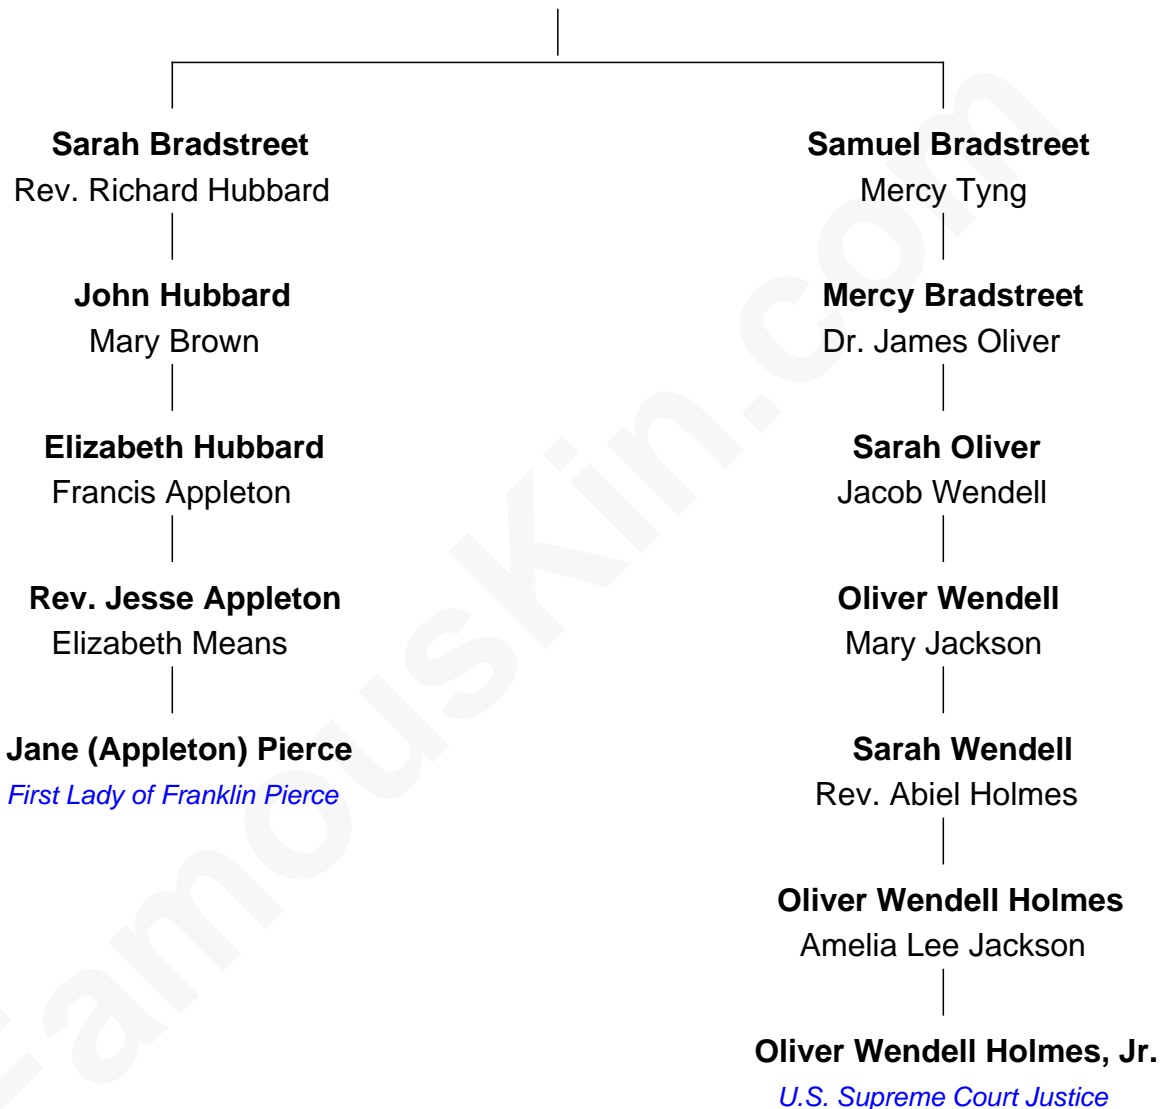 Sarah Bradstreet
Rev. Richard Hubbard
John Hubbard
Mary Brown
Elizabeth Hubbard
Francis Appleton
Rev. Jesse Appleton
Elizabeth Means
Jane (Appleton) Pierce
First Lady of Franklin Pierce
Samuel Bradstreet
Mercy Tyng
Mercy Bradstreet
Dr. James Oliver
Sarah Oliver
Jacob Wendell
Oliver Wendell
Mary Jackson
Sarah Wendell
Rev. Abiel Holmes
Oliver Wendell Holmes
Amelia Lee Jackson
Oliver Wendell Holmes, Jr.
U.S. Supreme Court Justice
FamousKin.com